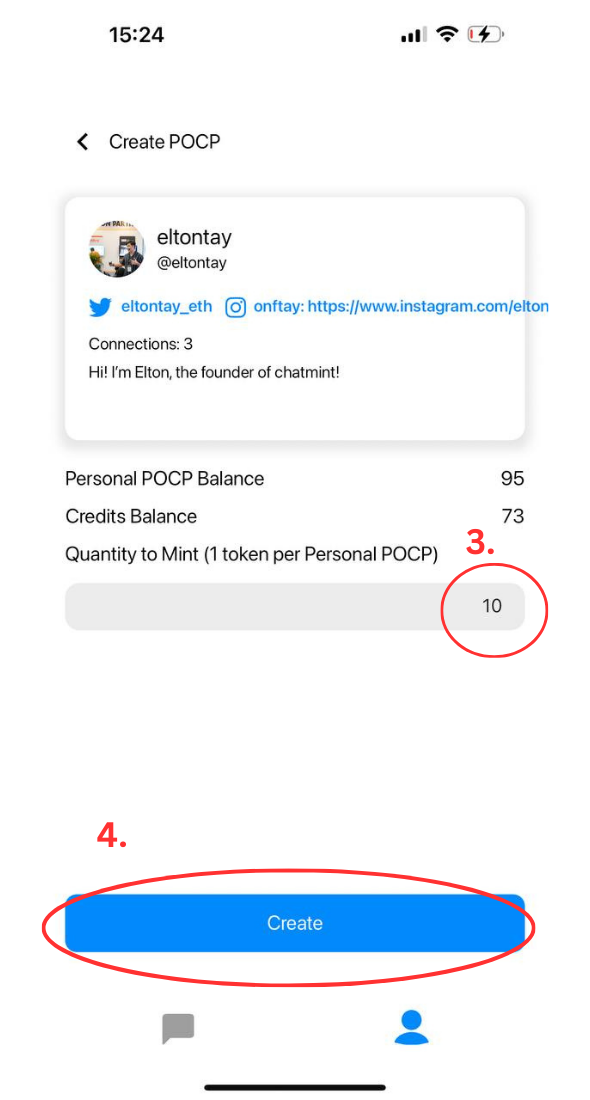 15:24
Create POCP
eltontay
@eltontay
eltontay_eth onftay: https://www.instagram.com/elton
Connections: 3
Hi! I'm Elton, the founder of chatmint!
Personal POCP Balance 95
Credits Balance 73
Quantity to Mint (1 token per Personal POCP) 3.
10
4.
Create